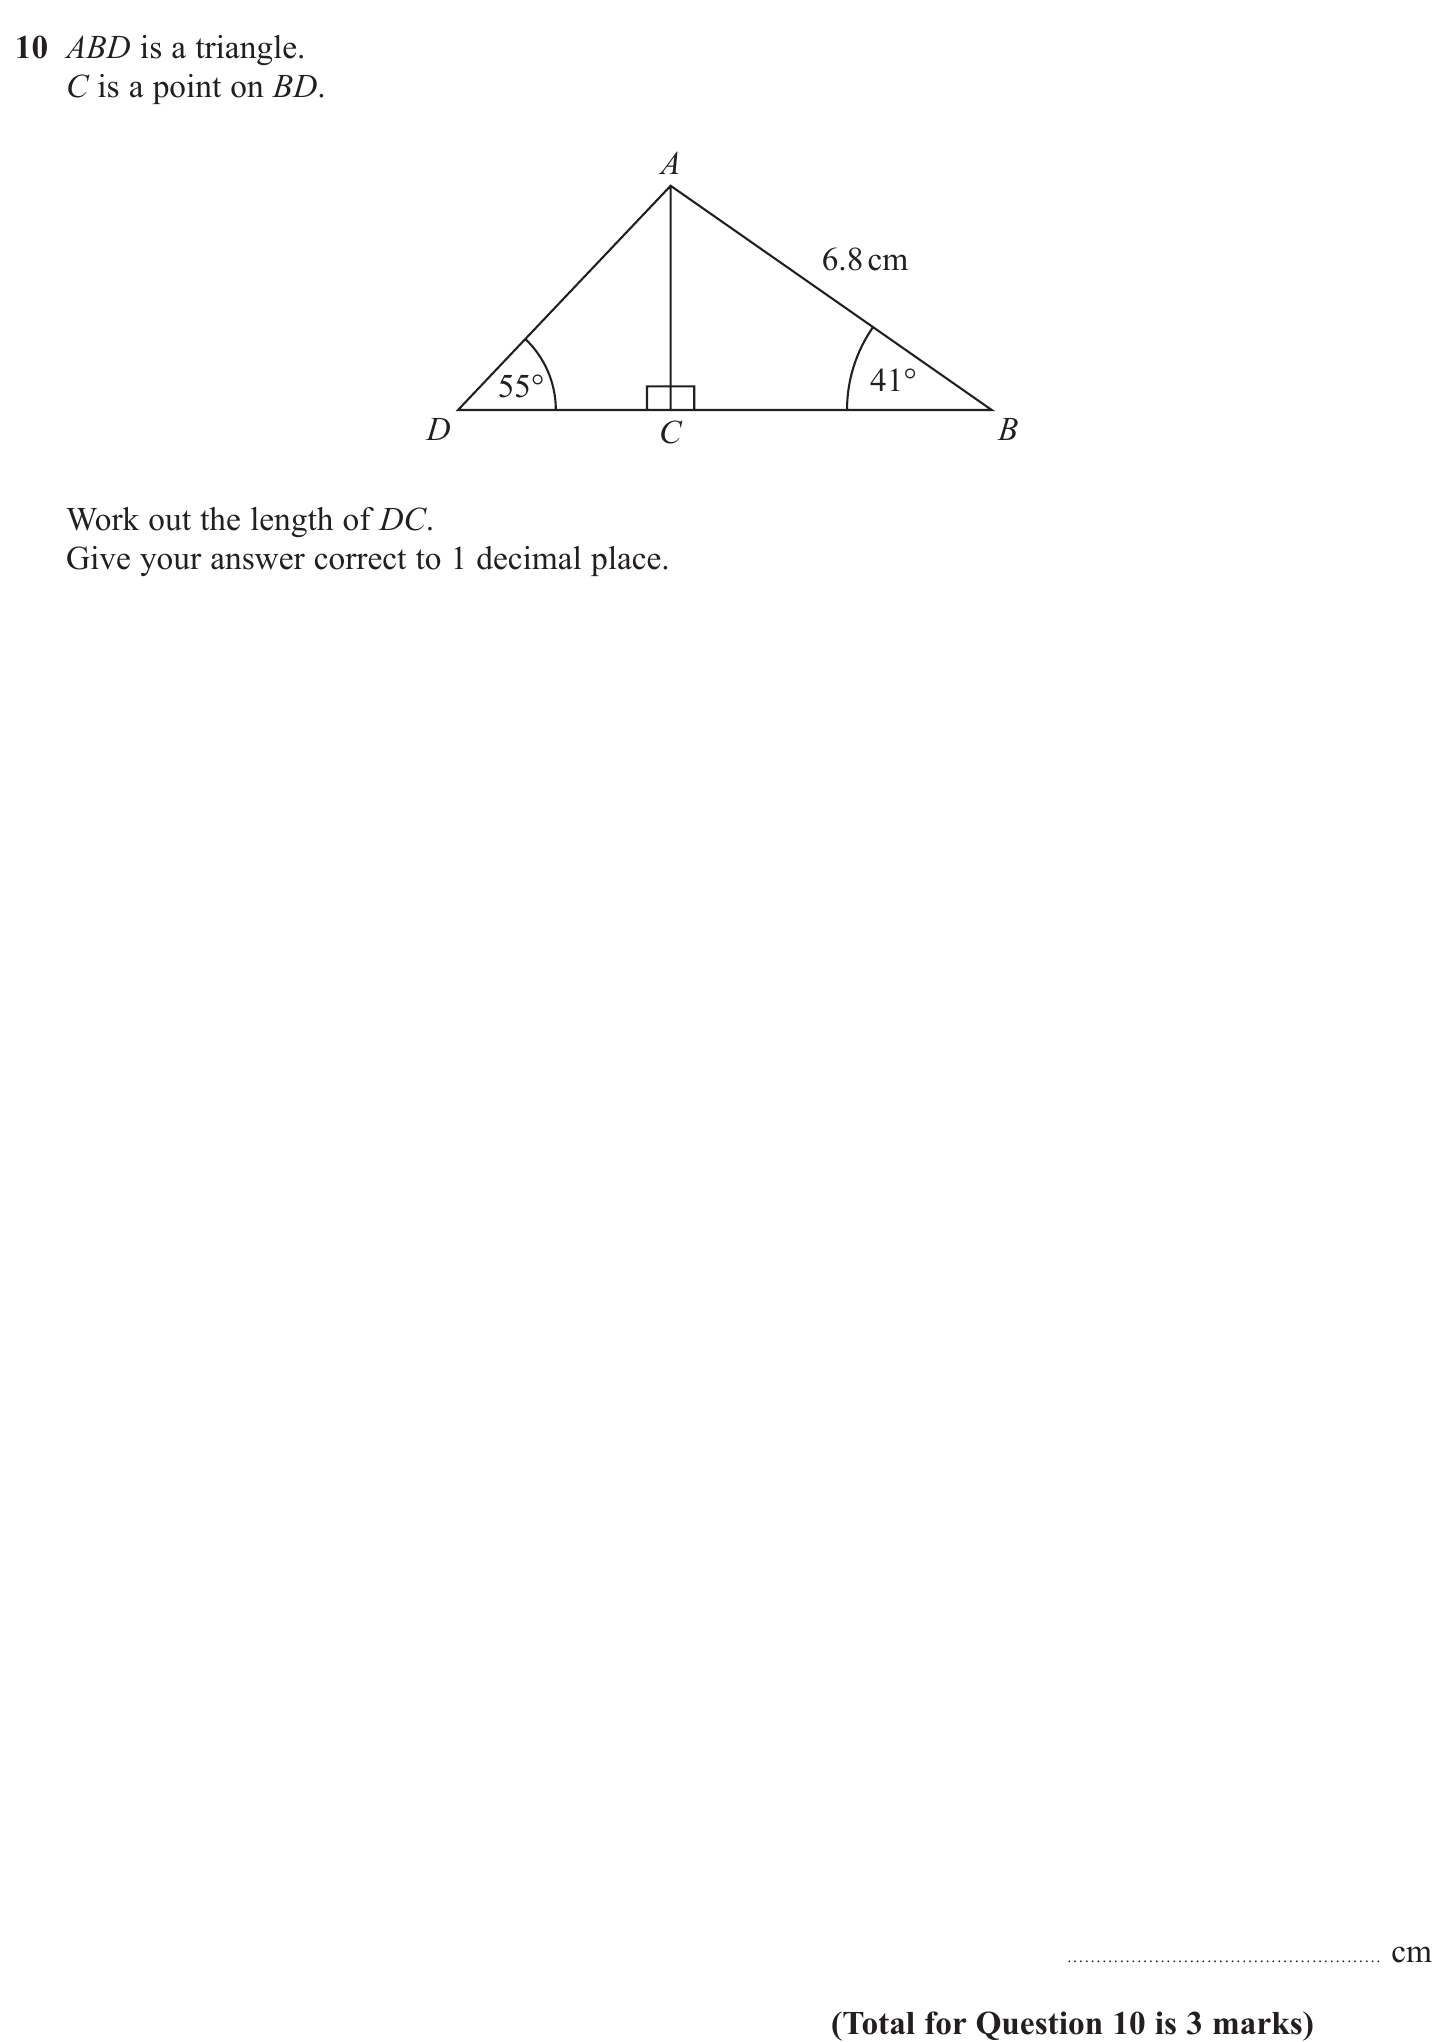 10 ABD is a triangle.
C is a point on BD.
A
6.8 cm
55°
41°
D
C
B
Work out the length of DC.
Give your answer correct to 1 decimal place.
.................................................... cm
(Total for Question 10 is 3 marks)